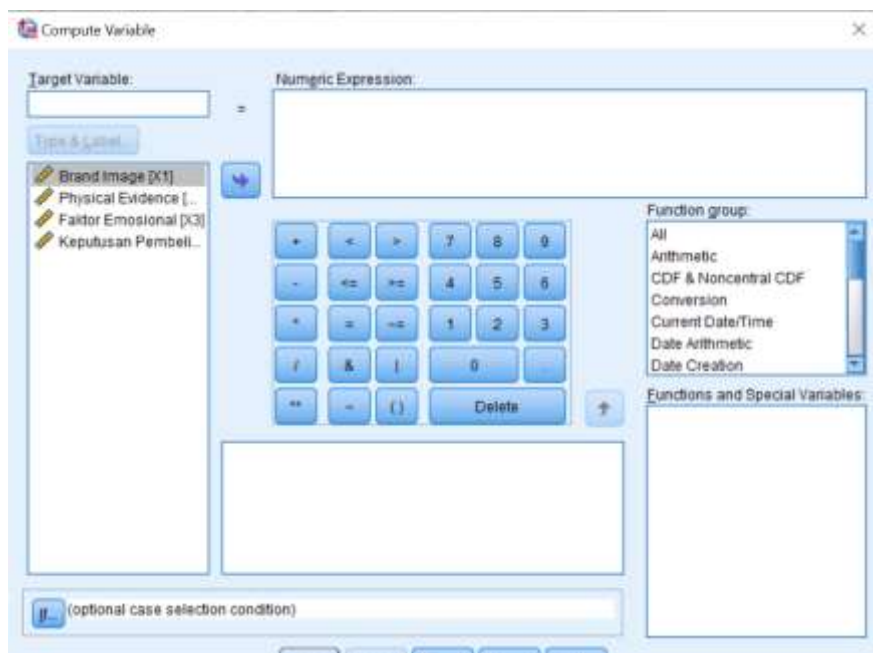 Compute Variable
Target Variable:
Numeric Expression:
=
Type & Label...
Brand Image [X1]
Physical Evidence [...
Faktor Emosional [X3]
Keputusan Pembeli...
+ < > 7 8 9
- <= >= 4 5 6
* = ~= 1 2 3
/ & | 0 .
** ~ ( ) Delete
Function group:
All
Arithmetic
CDF & Noncentral CDF
Conversion
Current Date/Time
Date Arithmetic
Date Creation
Functions and Special Variables:
If... (optional case selection condition)